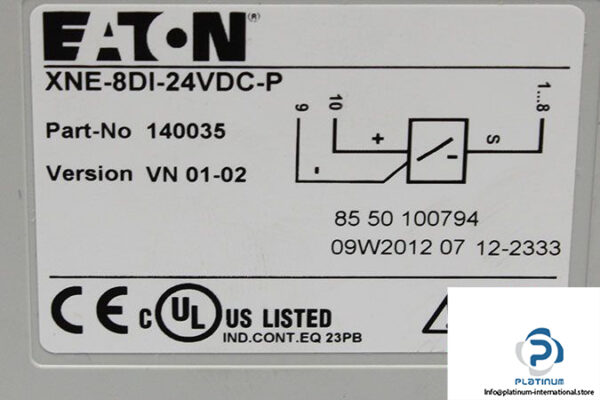 EATON (R)
XNE-8DI-24VDC-P
Part-No 140035
Version VN 01-02
9
10
1...8
+
-
S
-
85 50 100794
09W2012 07 12-2333
CE c UL ® US LISTED
IND.CONT.EQ 23PB
P
PLATINUM
Info@platinum-international.store